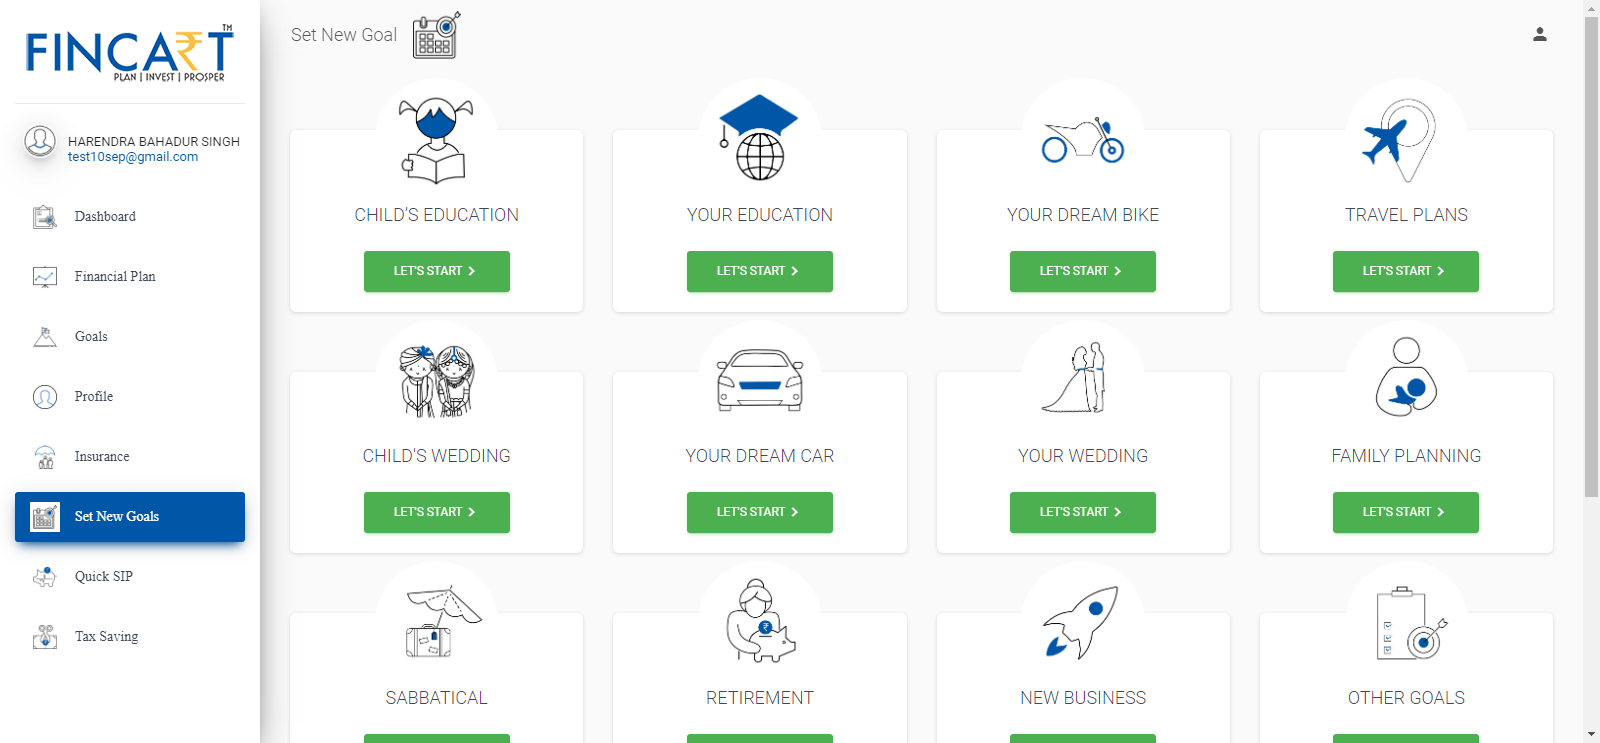 FINCART™
PLAN | INVEST | PROSPER
HARENDRA BAHADUR SINGH
test10sep@gmail.com
Dashboard
Financial Plan
Goals
Profile
Insurance
Set New Goals
Quick SIP
Tax Saving
Set New Goal
CHILD'S EDUCATION
LET'S START
YOUR EDUCATION
LET'S START
YOUR DREAM BIKE
LET'S START
TRAVEL PLANS
LET'S START
CHILD'S WEDDING
LET'S START
YOUR DREAM CAR
LET'S START
YOUR WEDDING
LET'S START
FAMILY PLANNING
LET'S START
SABBATICAL
₹
RETIREMENT
NEW BUSINESS
OTHER GOALS